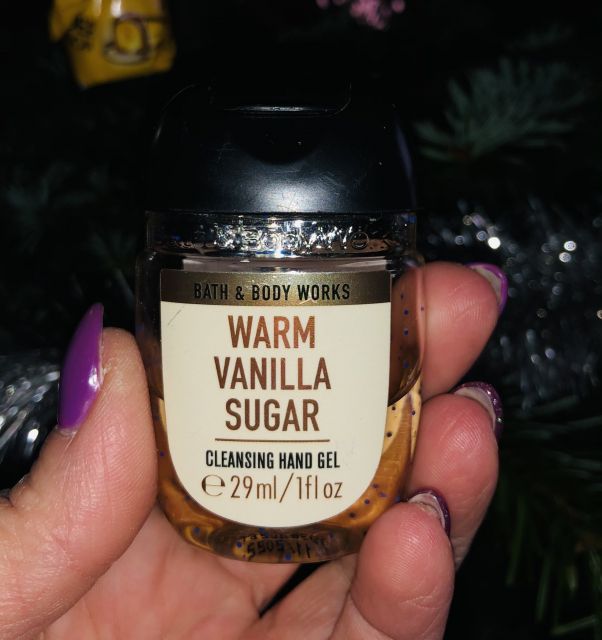 BATH & BODY WORKS
WARM
VANILLA
SUGAR
CLEANSING HAND GEL
℮ 29ml/1fl oz